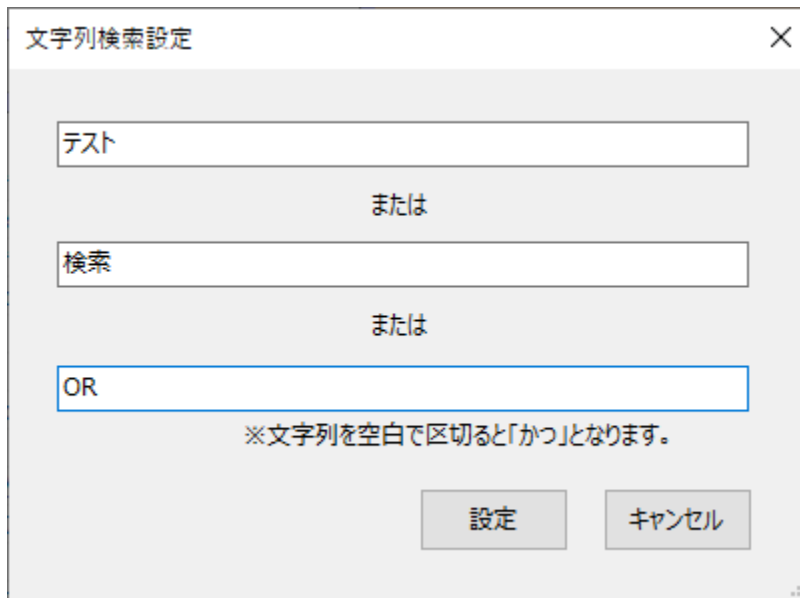 文字列検索設定
テスト
または
検索
または
OR
※文字列を空白で区切ると「かつ」となります。
設定 キャンセル